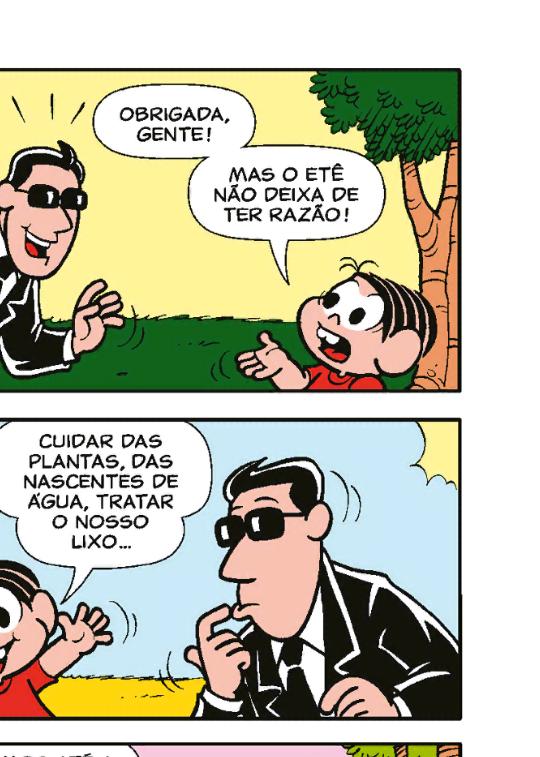 OBRIGADA,
GENTE!
MAS O ETÊ
NÃO DEIXA DE
TER RAZÃO!
CUIDAR DAS
PLANTAS, DAS
NASCENTES DE
ÁGUA, TRATAR
O NOSSO
LIXO...